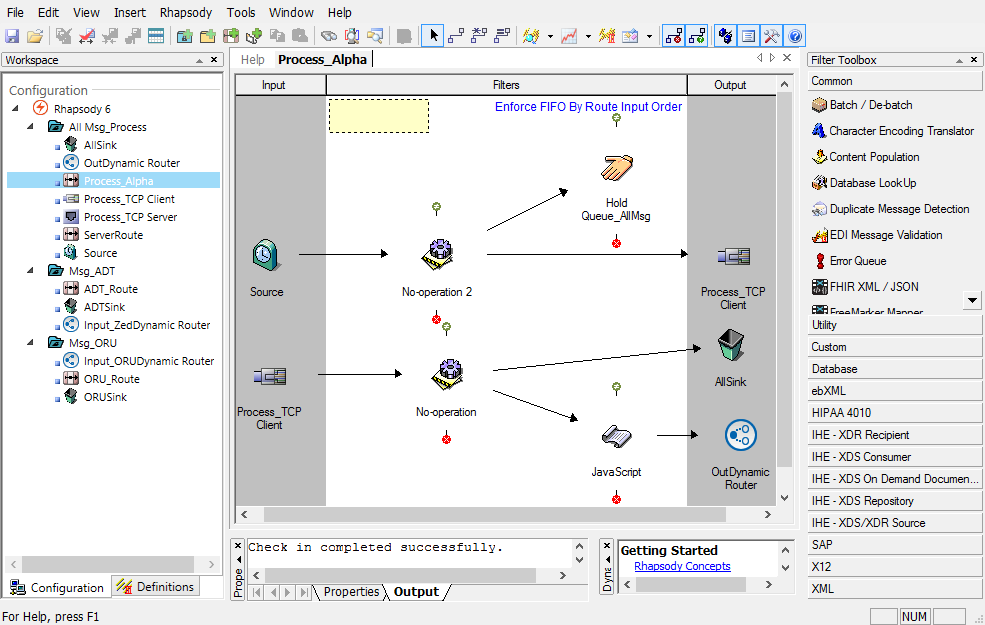 File Edit View Insert Rhapsody Tools Window Help
Workspace
Configuration
Rhapsody 6
All Msg_Process
AllSink
OutDynamic Router
Process_Alpha
Process_TCP Client
Process_TCP Server
ServerRoute
Source
Msg_ADT
ADT_Route
ADTSink
Input_ZedDynamic Router
Msg_ORU
Input_ORUDynamic Router
ORU_Route
ORUSink
Configuration Definitions
Help Process_Alpha
Input Filters Output
Enforce FIFO By Route Input Order
Hold
Queue_AllMsg
Source
No-operation 2
Process_TCP
Client
AllSink
Process_TCP
Client
No-operation
JavaScript
OutDynamic
Router
Prope
Check in completed successfully.
Properties Output
Dyna
Getting Started
Rhapsody Concepts
Filter Toolbox
Common
Batch / De-batch
Character Encoding Translator
Content Population
Database LookUp
Duplicate Message Detection
EDI Message Validation
Error Queue
FHIR XML / JSON
FreeMarker Mapper
Utility
Custom
Database
ebXML
HIPAA 4010
IHE - XDR Recipient
IHE - XDS Consumer
IHE - XDS On Demand Documen...
IHE - XDS Repository
IHE - XDS/XDR Source
SAP
X12
XML
For Help, press F1
NUM